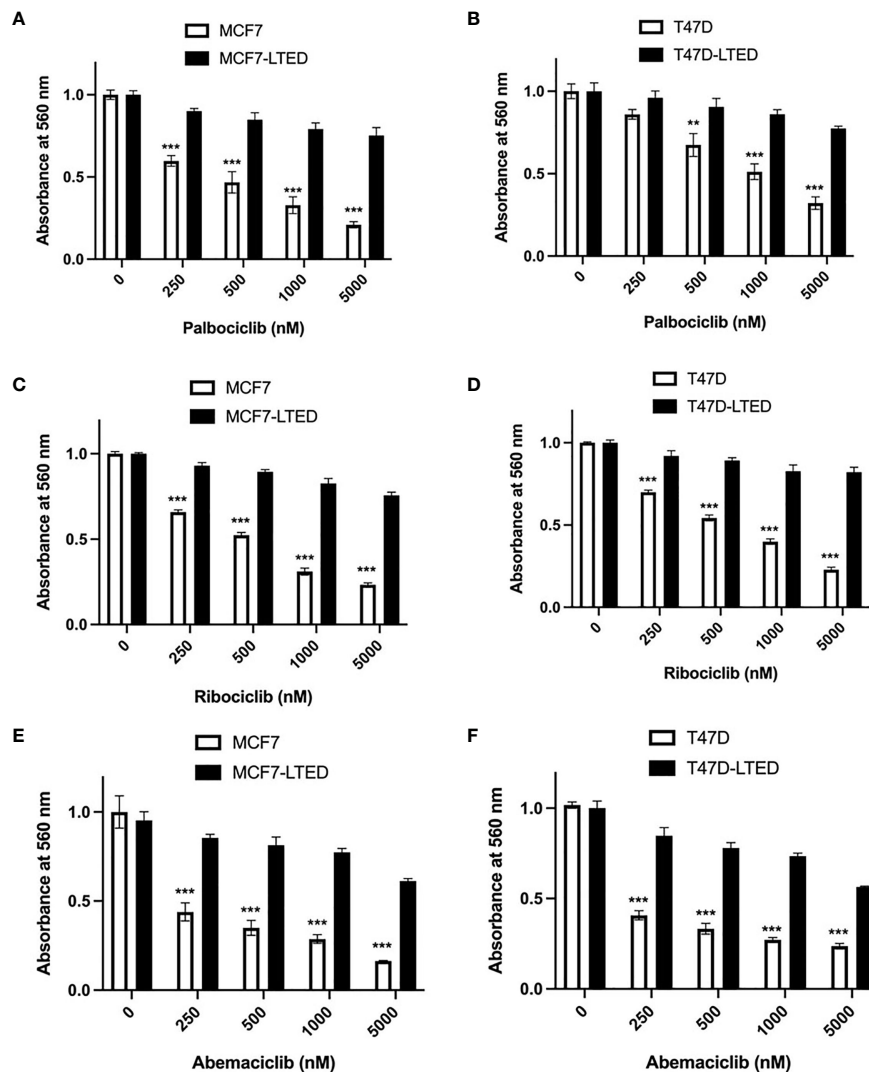 A
MCF7
MCF7-LTED
Absorbance at 560 nm
1.0
0.5
0.0
***
***
***
***
0
250
500
1000
5000
Palbociclib (nM)
B
T47D
T47D-LTED
Absorbance at 560 nm
1.0
0.5
0.0
**
***
***
0
250
500
1000
5000
Palbociclib (nM)
C
MCF7
MCF7-LTED
Absorbance at 560 nm
1.0
0.5
0.0
***
***
***
***
0
250
500
1000
5000
Ribociclib (nM)
D
T47D
T47D-LTED
Absorbance at 560 nm
1.0
0.5
0.0
***
***
***
***
0
250
500
1000
5000
Ribociclib (nM)
E
MCF7
MCF7-LTED
Absorbance at 560 nm
1.0
0.5
0.0
***
***
***
***
0
250
500
1000
5000
Abemaciclib (nM)
F
T47D
T47D-LTED
Absorbance at 560 nm
1.0
0.5
0.0
***
***
***
***
0
250
500
1000
5000
Abemaciclib (nM)